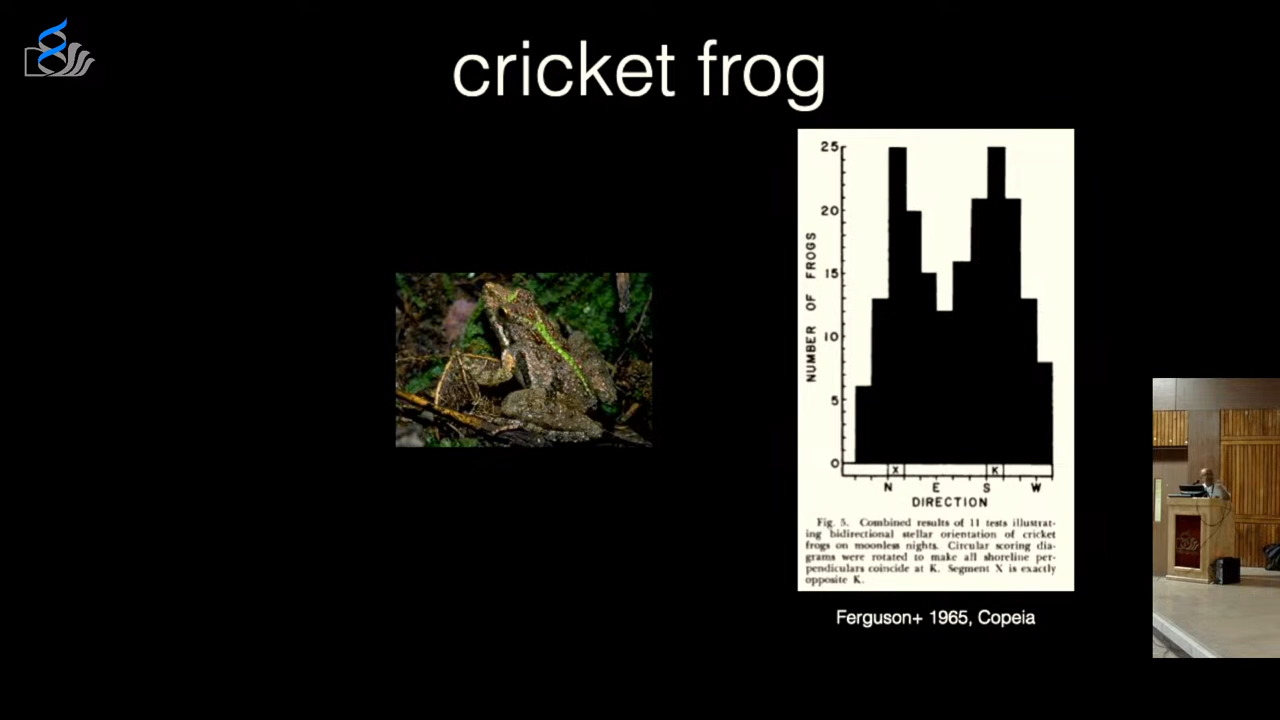 cricket frog
25
20
15
10
5
0
NUMBER OF FROGS
X K
N E S W
DIRECTION
Fig. 5. Combined results of 11 tests illustrat-
ing bidirectional stellar orientation of cricket
frogs on moonless nights. Circular scoring dia-
grams were rotated to make all shoreline per-
pendiculars coincide at K. Segment X is exactly
opposite K.
Ferguson+ 1965, Copeia